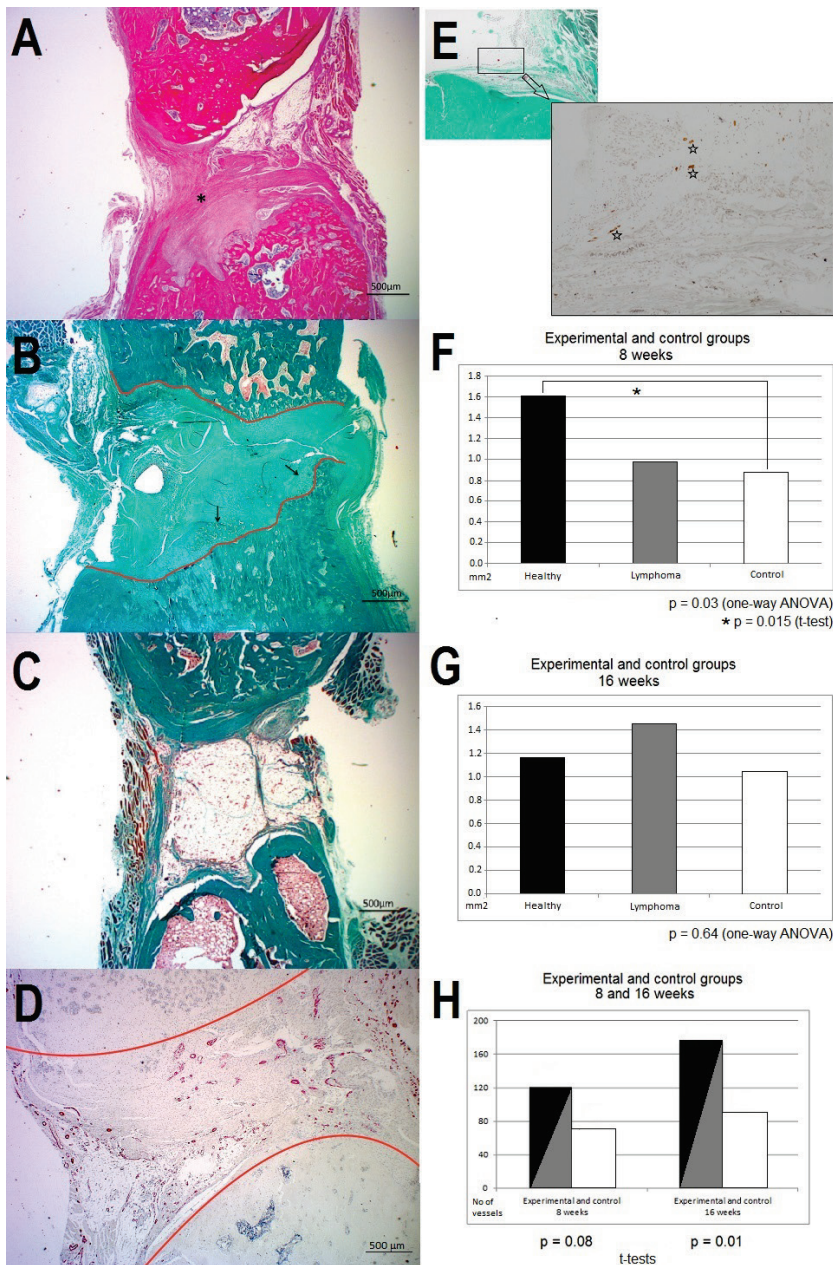 A
*
500µm
B
500µm
C
500µm
D
500 µm
E
F
Experimental and control groups
8 weeks
1.8
1.6
1.4
1.2
1.0
0.8
0.6
0.4
0.2
0.0
*
mm2
Healthy
Lymphoma
Control
p = 0.03 (one-way ANOVA)
* p = 0.015 (t-test)
G
Experimental and control groups
16 weeks
1.6
1.4
1.2
1.0
0.8
0.6
0.4
0.2
0.0
mm2
Healthy
Lymphoma
Control
p = 0.64 (one-way ANOVA)
H
Experimental and control groups
8 and 16 weeks
200
160
120
80
40
0
No of
vessels
Experimental and control
8 weeks
Experimental and control
16 weeks
p = 0.08
p = 0.01
t-tests